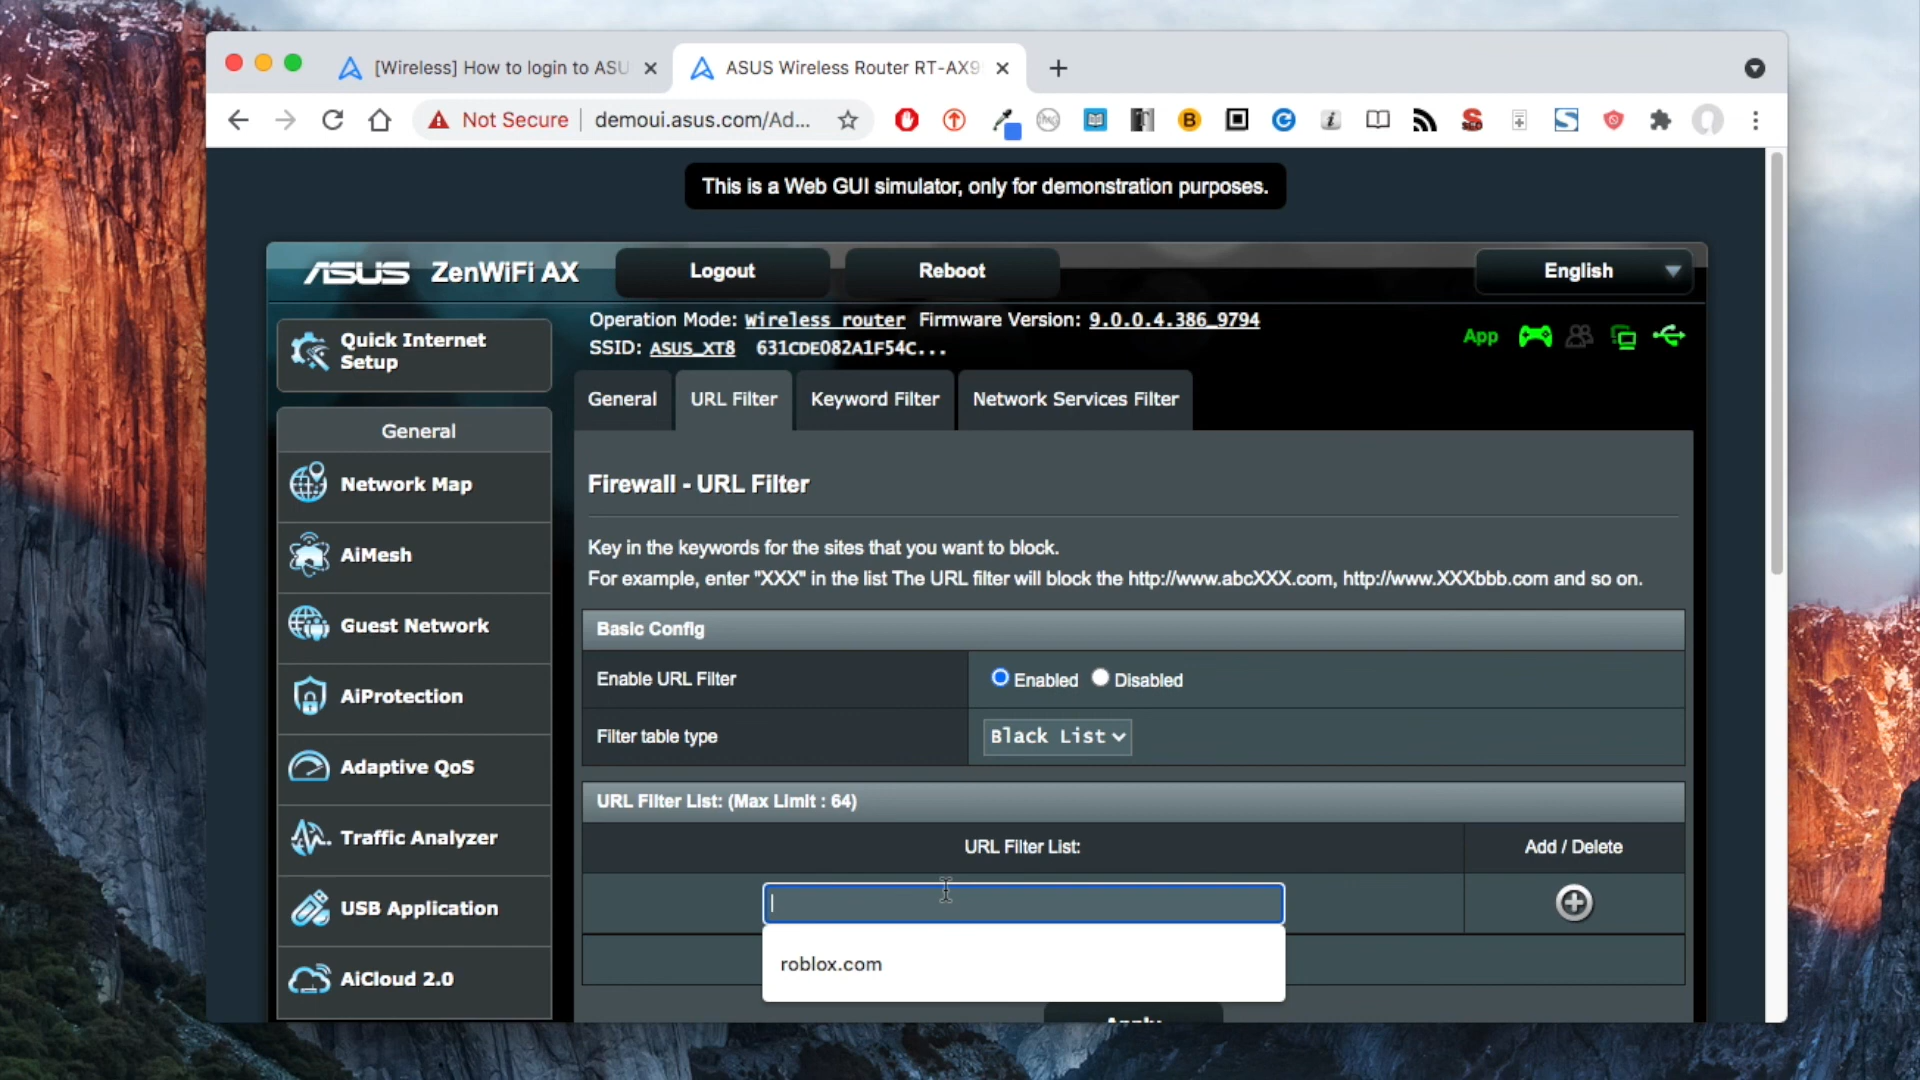 [Wireless] How to login to ASU
ASUS Wireless Router RT-AX9
Not Secure
demoui.asus.com/Ad...
This is a Web GUI simulator, only for demonstration purposes.
ASUS ZenWiFi AX
Logout
Reboot
English
Quick Internet
Setup
General
Network Map
AiMesh
Guest Network
AiProtection
Adaptive QoS
Traffic Analyzer
USB Application
AiCloud 2.0
Operation Mode: Wireless router Firmware Version: 9.0.0.4.386_9794
SSID: ASUS_XT8 631CDE082A1F54C...
App
General
URL Filter
Keyword Filter
Network Services Filter
Firewall - URL Filter
Key in the keywords for the sites that you want to block.
For example, enter "XXX" in the list The URL filter will block the http://www.abcXXX.com, http://www.XXXbbb.com and so on.
Basic Config
Enable URL Filter
Enabled
Disabled
Filter table type
Black List
URL Filter List: (Max Limit : 64)
URL Filter List:
Add / Delete
roblox.com
Apply